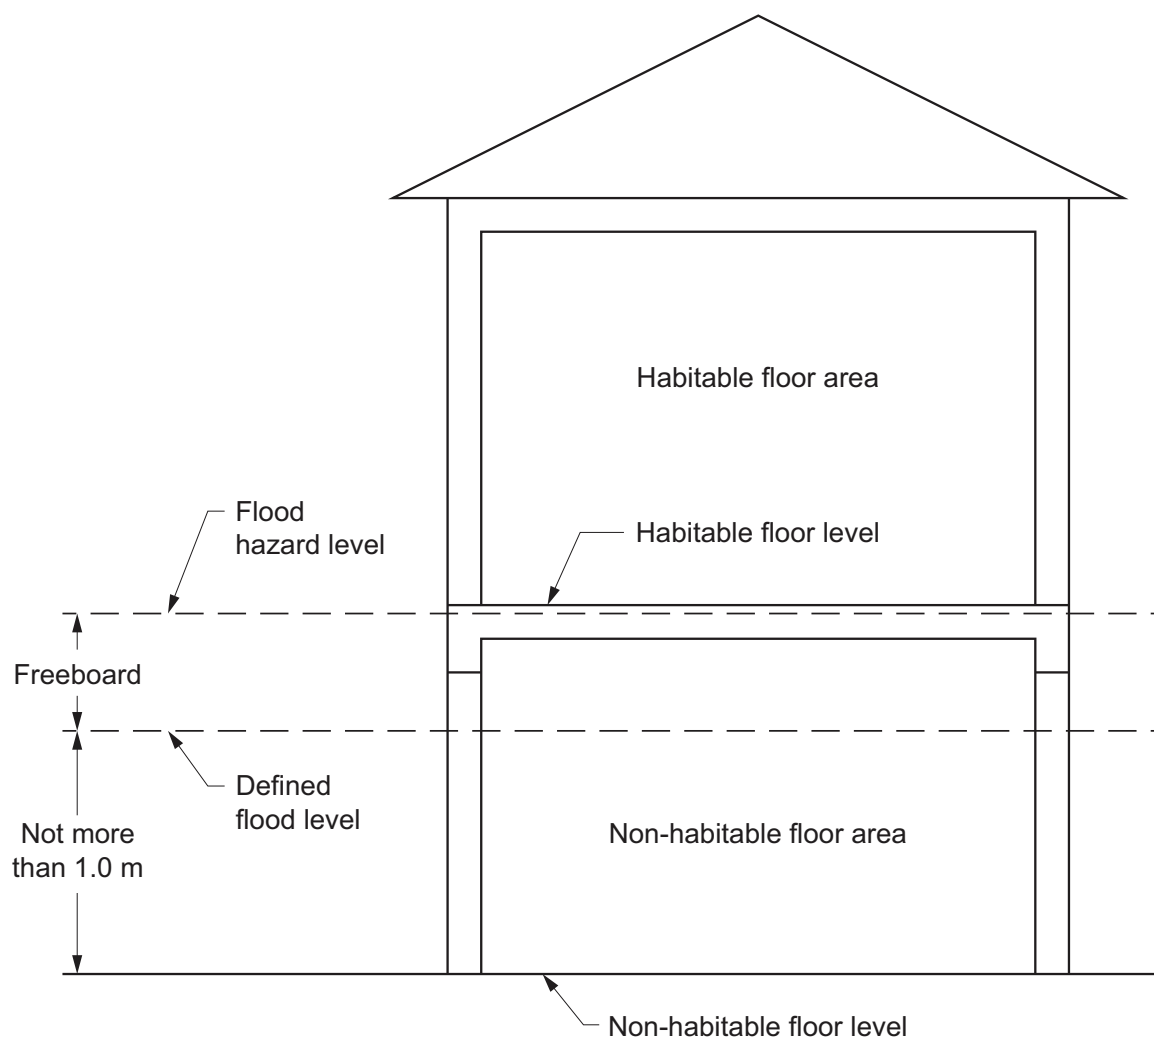 Habitable floor area
Flood
hazard level
Habitable floor level
Freeboard
Defined
flood level
Not more
than 1.0 m
Non-habitable floor area
Non-habitable floor level